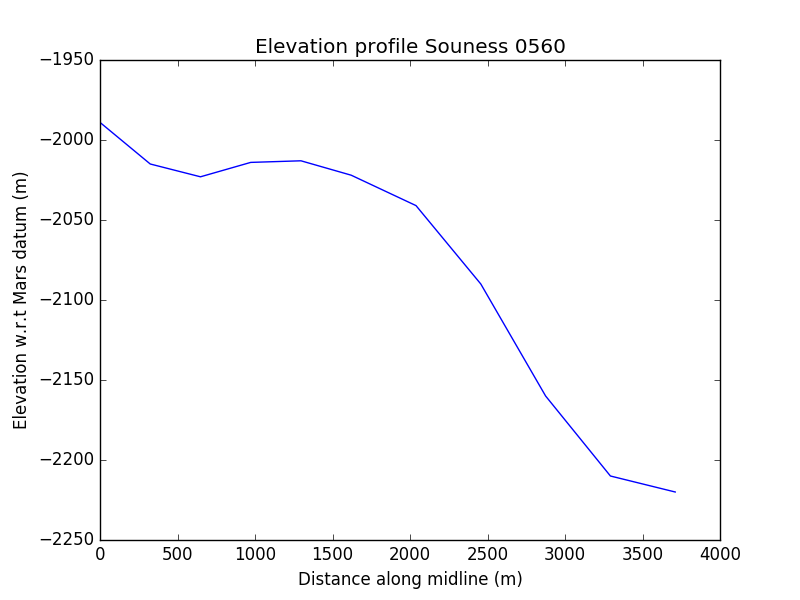 Elevation profile Souness 0560
−1950
−2000
−2050
−2100
−2150
−2200
−2250
Elevation w.r.t Mars datum (m)
0 500 1000 1500 2000 2500 3000 3500 4000
Distance along midline (m)